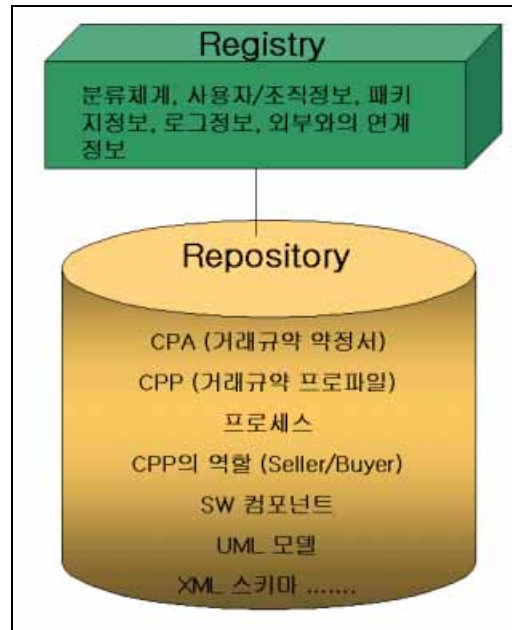 Registry
분류체계, 사용자/조직정보, 패키
지정보, 로그정보, 외부와의 연계
정보
Repository
CPA (거래규약 약정서)
CPP (거래규약 프로파일)
프로세스
CPP의 역할 (Seller/Buyer)
SW 컴포넌트
UML 모델
XML 스키마 .......